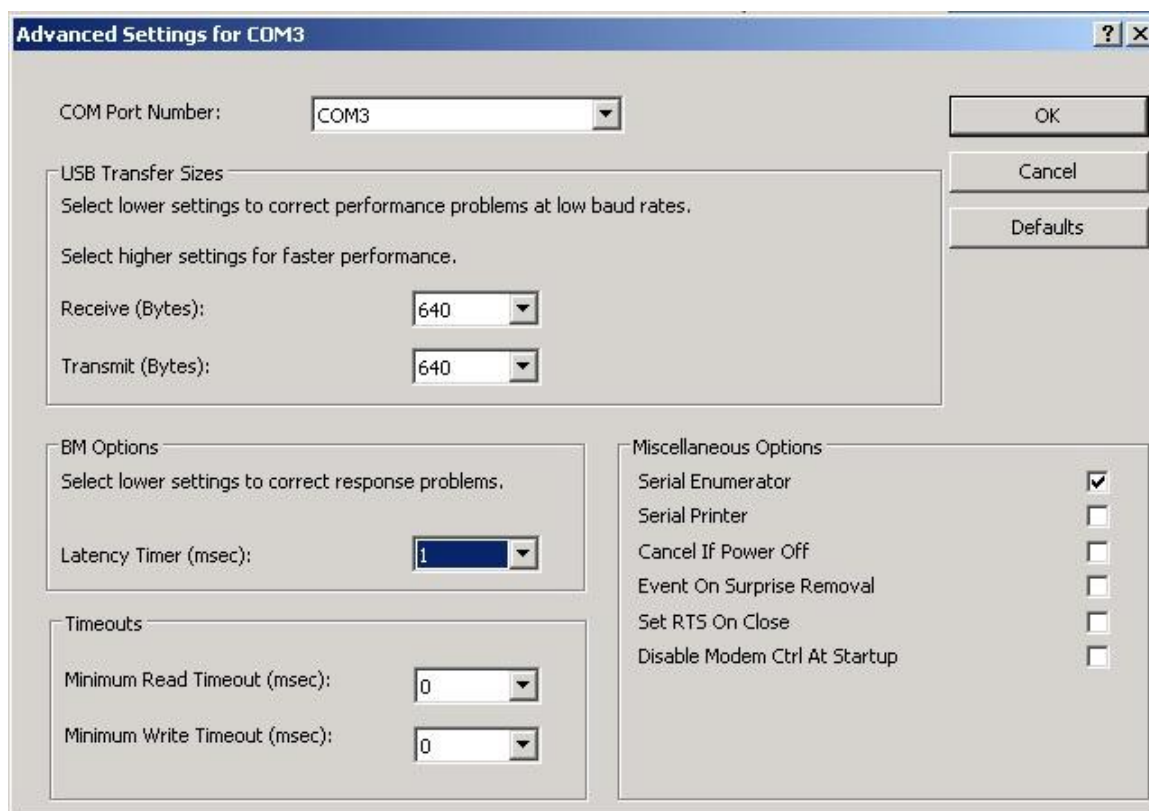 Advanced Settings for COM3
COM Port Number:
COM3
OK
Cancel
Defaults
USB Transfer Sizes
Select lower settings to correct performance problems at low baud rates.
Select higher settings for faster performance.
Receive (Bytes):
640
Transmit (Bytes):
640
BM Options
Select lower settings to correct response problems.
Latency Timer (msec):
1
Timeouts
Minimum Read Timeout (msec):
0
Minimum Write Timeout (msec):
0
Miscellaneous Options
Serial Enumerator
Serial Printer
Cancel If Power Off
Event On Surprise Removal
Set RTS On Close
Disable Modem Ctrl At Startup